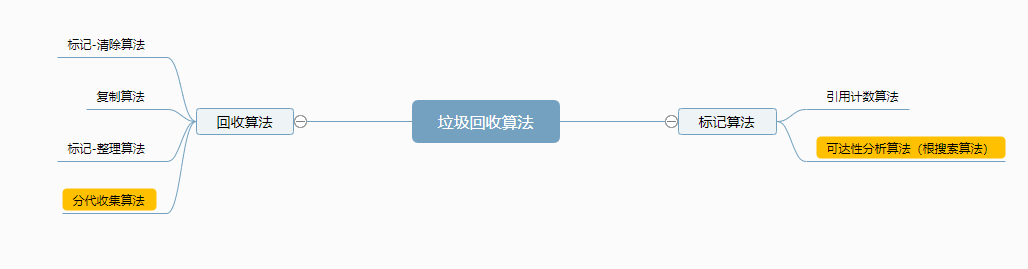 标记-清除算法
复制算法
标记-整理算法
分代收集算法
回收算法
垃圾回收算法
标记算法
引用计数算法
可达性分析算法（根搜索算法）